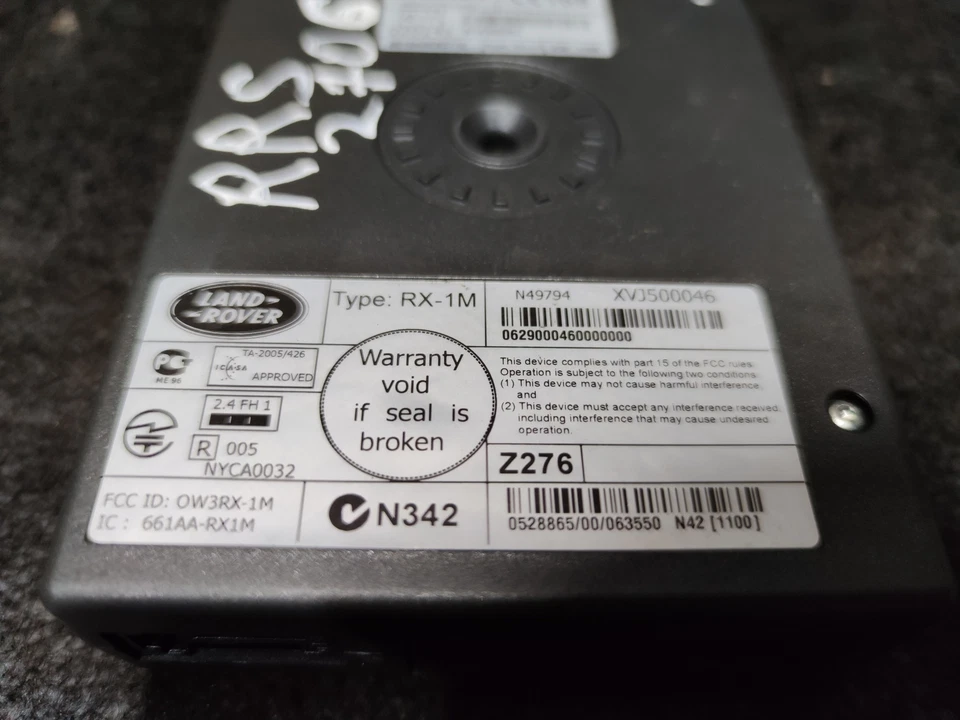 RRS
2706
LAND-
-ROVER
Type: RX-1M
N49794 XVJ500046
0629000460000000
PC
ME 96
TA-2005/426
ICASA
APPROVED
2.4 FH 1
R 005
NYCA0032
Warranty
void
if seal is
broken
This device complies with part 15 of the FCC rules:
Operation is subject to the following two conditions:
(1) This device may not cause harmful interference,
and
(2) This device must accept any interference received,
including interference that may cause undesired
operation.
Z276
FCC ID: OW3RX-1M
IC : 661AA-RX1M
N342
0528865/00/063550 N42 [1100]